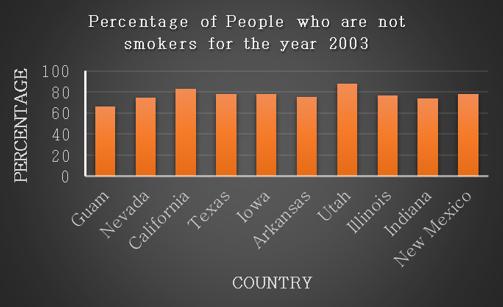 Percentage of People who are not
smokers for the year 2003
PERCENTAGE
100
80
60
40
20
0
Guam
Nevada
California
Texas
Iowa
Arkansas
Utah
Illinois
Indiana
New Mexico
COUNTRY